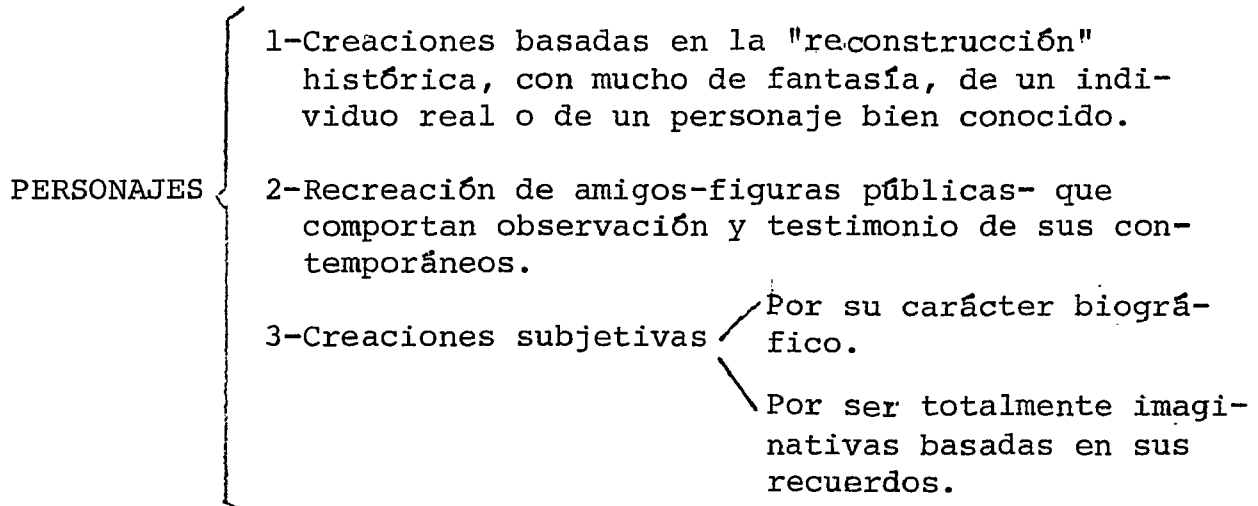 1-Creaciones basadas en la "reconstrucción"
histórica, con mucho de fantasía, de un indi-
viduo real o de un personaje bien conocido.
PERSONAJES
2-Recreación de amigos-figuras públicas- que
comportan observación y testimonio de sus con-
temporáneos.
3-Creaciones subjetivas
Por su carácter biográ-
fico.
Por ser totalmente imagi-
nativas basadas en sus
recuerdos.